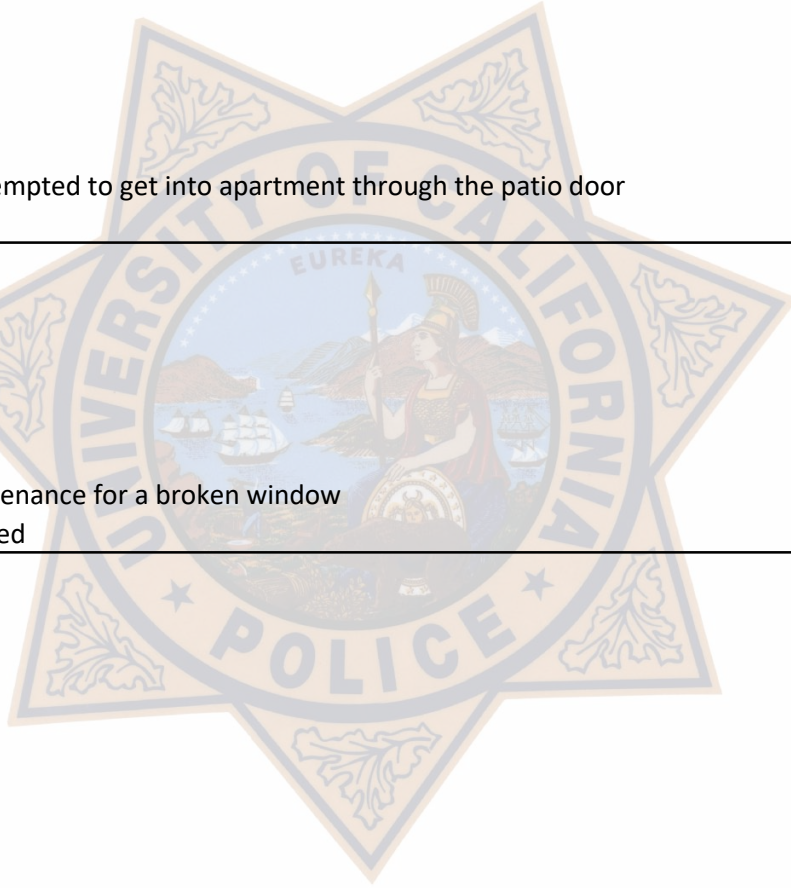 empted to get into apartment through the patio door
EUREKA
UNIVERSITY OF CALIFORNIA
enance for a broken window
ed
POLICE